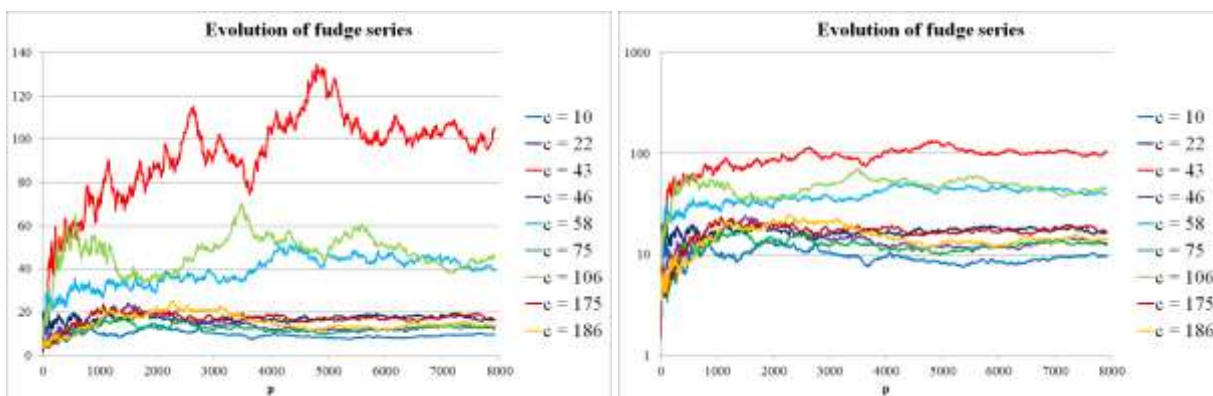 Evolution of fudge series
140
120
100
80
60
40
20
0
0 1000 2000 3000 4000 5000 6000 7000 8000
p
c = 10
c = 22
c = 43
c = 46
c = 58
c = 75
c = 106
c = 175
c = 186
Evolution of fudge series
1000
100
10
1
0 1000 2000 3000 4000 5000 6000 7000 8000
p
c = 10
c = 22
c = 43
c = 46
c = 58
c = 75
c = 106
c = 175
c = 186